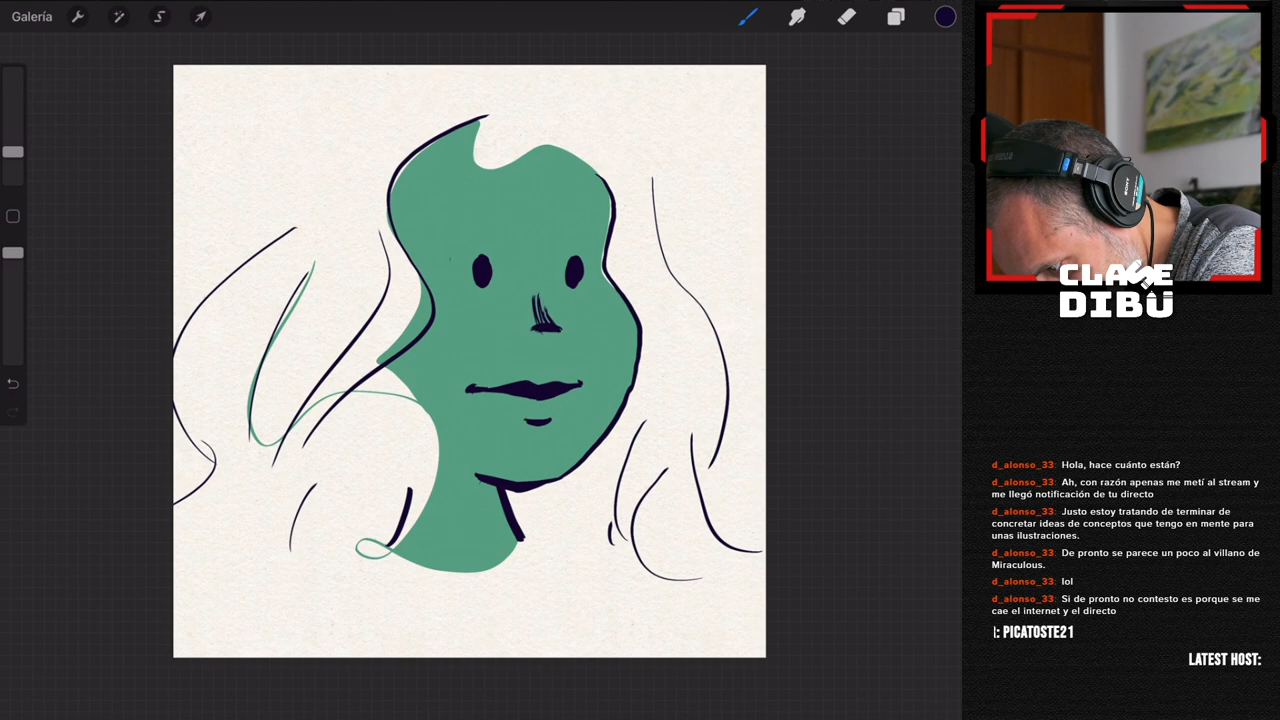 Galería
SONY
CLASE
DIBU
d_alonso_33: Hola, hace cuánto están?
d_alonso_33: Ah, con razón apenas me metí al stream y
me llegó notificación de tu directo
d_alonso_33: Justo estoy tratando de terminar de
concretar ideas de conceptos que tengo en mente para
unas ilustraciones.
d_alonso_33: De pronto se parece un poco al villano de
Miraculous.
d_alonso_33: lol
d_alonso_33: Si de pronto no contesto es porque se me
cae el internet y el directo
: PICATOSTE21
LATEST HOST: